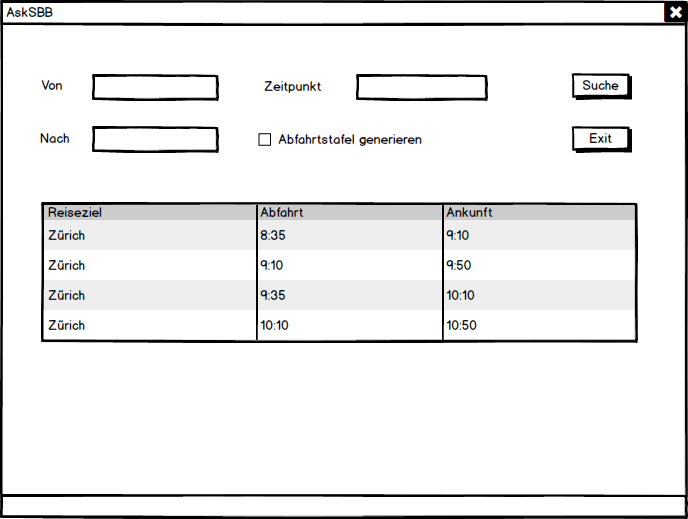 AskSBB
Von Zeitpunkt Suche
Nach Abfahrtstafel generieren Exit
Reiseziel Abfahrt Ankunft
Zürich 8:35 9:10
Zürich 9:10 9:50
Zürich 9:35 10:10
Zürich 10:10 10:50